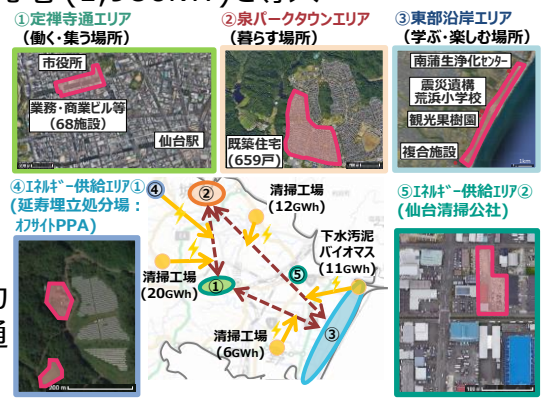 ①定禅寺通エリア
(働く・集う場所)
市役所
業務・商業ビル等
(68施設)
仙台駅
②泉パークタウンエリア
(暮らす場所)
既築住宅
(659戸)
③東部沿岸エリア
(学ぶ・楽しむ場所)
南蒲生浄化センター
震災遺構
荒浜小学校
観光果樹園
複合施設
1km
④エネルギー供給エリア①
(延寿埋立処分場：
オフサイトPPA)
200 m
④
②
清掃工場
(12GWh)
下水汚泥
バイオマス
(11GWh)
清掃工場
(20GWh)
①
⑤
③
清掃工場
(6GWh)
⑤エネルギー供給エリア②
(仙台清掃公社)
100 m
通